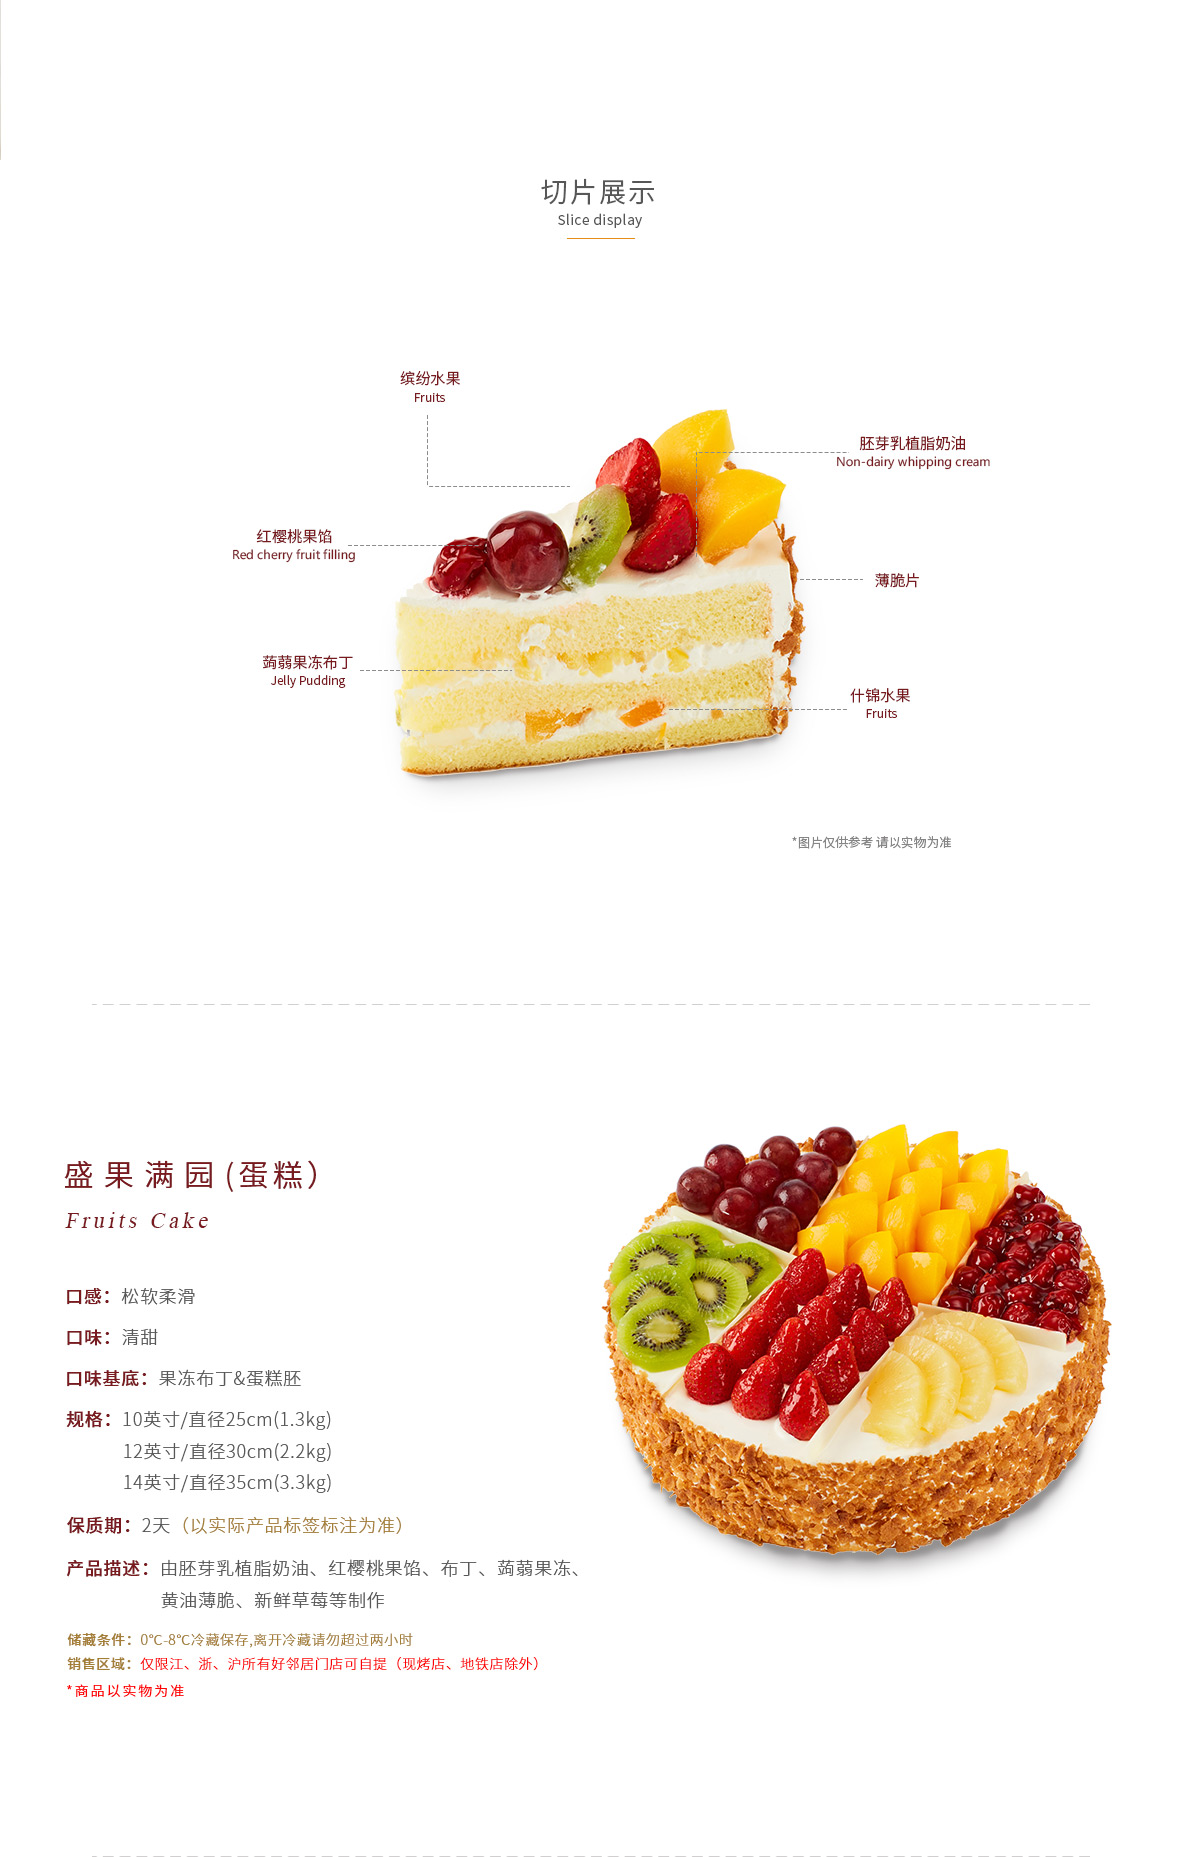 切片展示
Slice display
缤纷水果
Fruits
胚芽乳植脂奶油
Non-dairy whipping cream
红樱桃果馅
Red cherry fruit filling
薄脆片
蒟蒻果冻布丁
Jelly Pudding
什锦水果
Fruits
*图片仅供参考 请以实物为准
盛果满园(蛋糕）
Fruits Cake
口感：松软柔滑
口味：清甜
口味基底：果冻布丁&蛋糕胚
规格：10英寸/直径25cm(1.3kg)
12英寸/直径30cm(2.2kg)
14英寸/直径35cm(3.3kg)
保质期：2天（以实际产品标签标注为准）
产品描述：由胚芽乳植脂奶油、红樱桃果馅、布丁、蒟蒻果冻、
黄油薄脆、新鲜草莓等制作
储藏条件：0℃-8℃冷藏保存,离开冷藏请勿超过两小时
销售区域：仅限江、浙、沪所有好邻居门店可自提（现烤店、地铁店除外）
*商品以实物为准